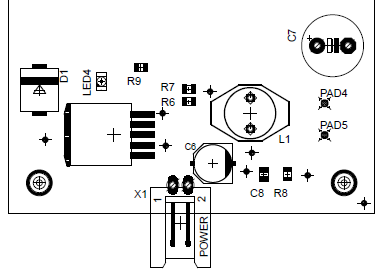 C7
D1
LED4
R9
R7
R6
PAD4
PAD5
L1
C6
C8 R8
X1
1
2
POWER